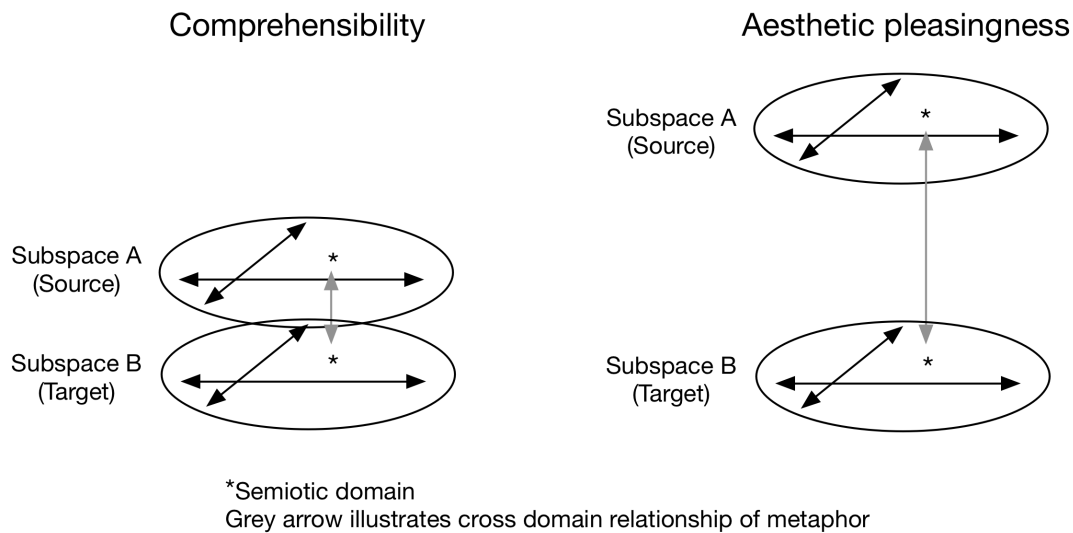 Comprehensibility
Subspace A
(Source)
*
Subspace B
(Target)
*
Aesthetic pleasingness
Subspace A
(Source)
*
Subspace B
(Target)
*
*Semiotic domain
Grey arrow illustrates cross domain relationship of metaphor